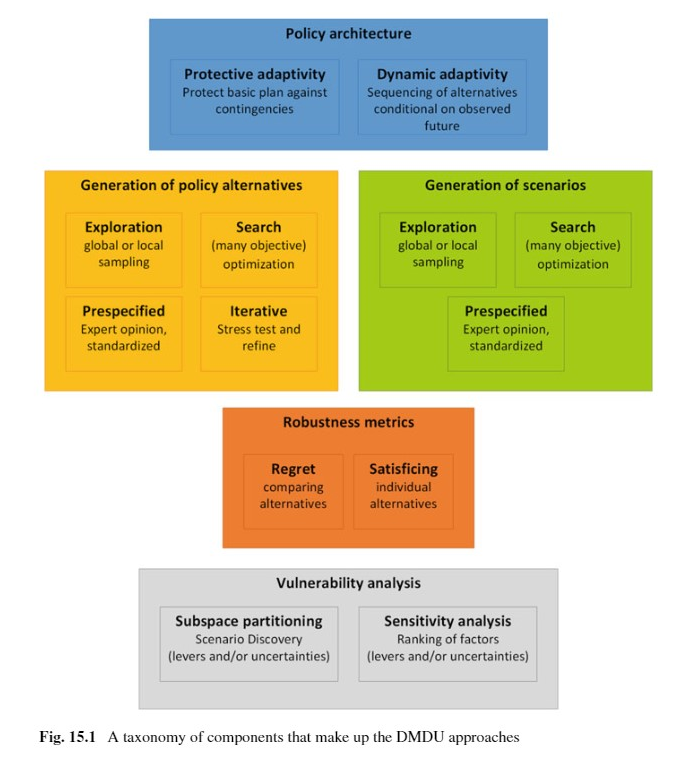 Policy architecture
Protective adaptivity
Protect basic plan against
contingencies
Dynamic adaptivity
Sequencing of alternatives
conditional on observed
future
Generation of policy alternatives
Exploration
global or local
sampling
Search
(many objective)
optimization
Prespecified
Expert opinion,
standardized
Iterative
Stress test and
refine
Generation of scenarios
Exploration
global or local
sampling
Search
(many objective)
optimization
Prespecified
Expert opinion,
standardized
Robustness metrics
Regret
comparing
alternatives
Satisficing
individual
alternatives
Vulnerability analysis
Subspace partitioning
Scenario Discovery
(levers and/or uncertainties)
Sensitivity analysis
Ranking of factors
(levers and/or uncertainties)
Fig. 15.1 A taxonomy of components that make up the DMDU approaches